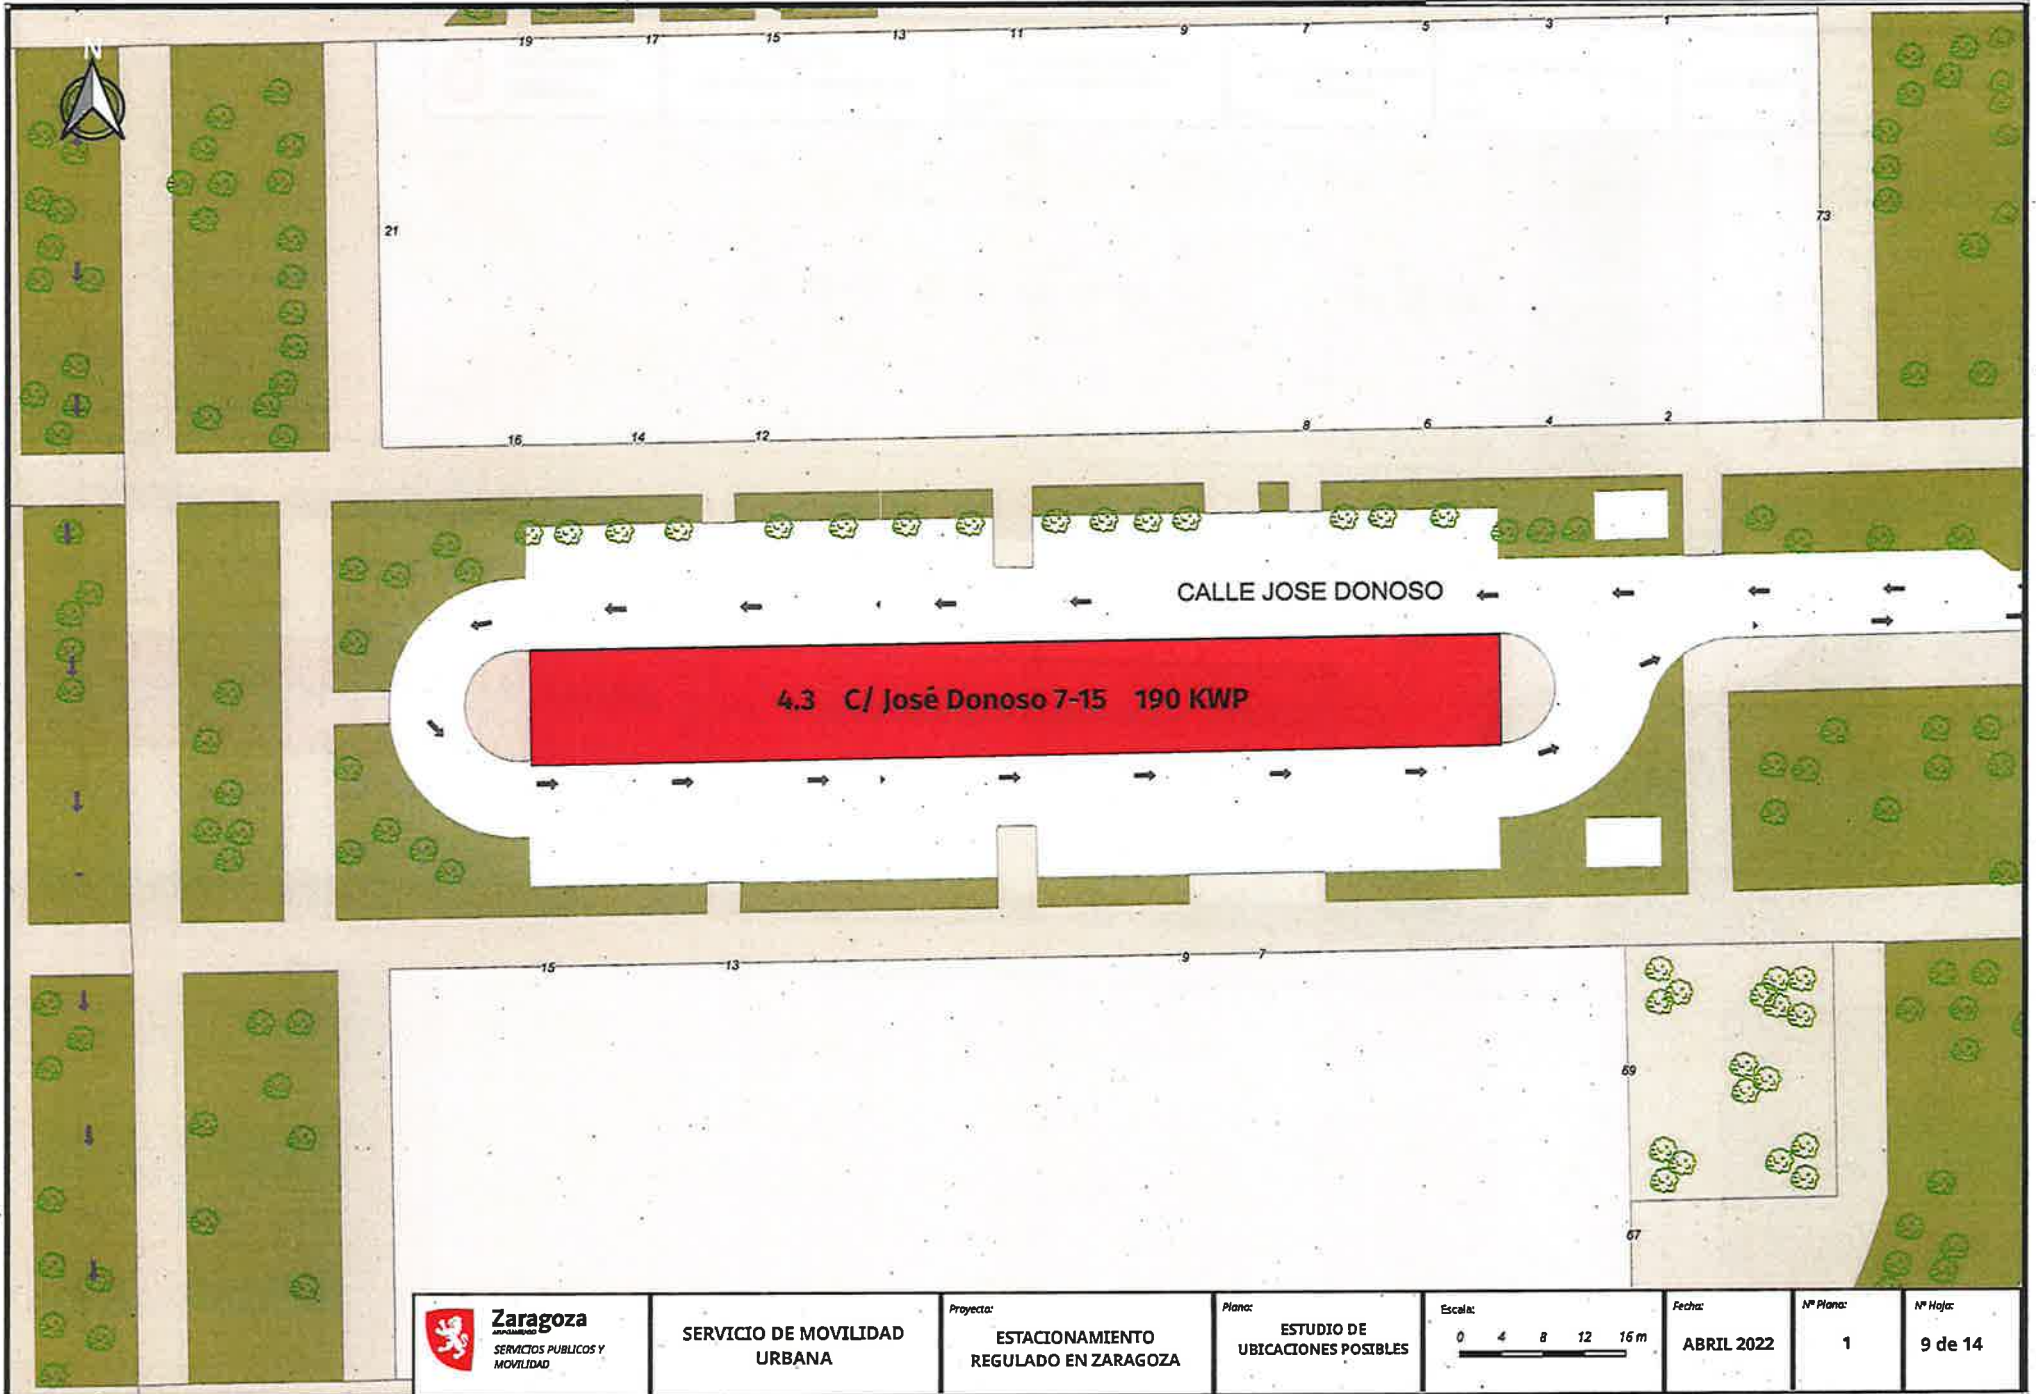 N
19 17 15 13 11 9 7 5 3 1
21
73
16 14 12 8 6 4 2
CALLE JOSE DONOSO
4.3 C/ José Donoso 7-15 190 KWP
15 13 9 7
69
67
Zaragoza
AYUNTAMIENTO
SERVICIOS PUBLICOS Y
MOVILIDAD
SERVICIO DE MOVILIDAD
URBANA
Proyecto:
ESTACIONAMIENTO
REGULADO EN ZARAGOZA
Plano:
ESTUDIO DE
UBICACIONES POSIBLES
Escala:
0 4 8 12 16 m
Fecha:
ABRIL 2022
Nº Plano:
1
Nº Hoja:
9 de 14